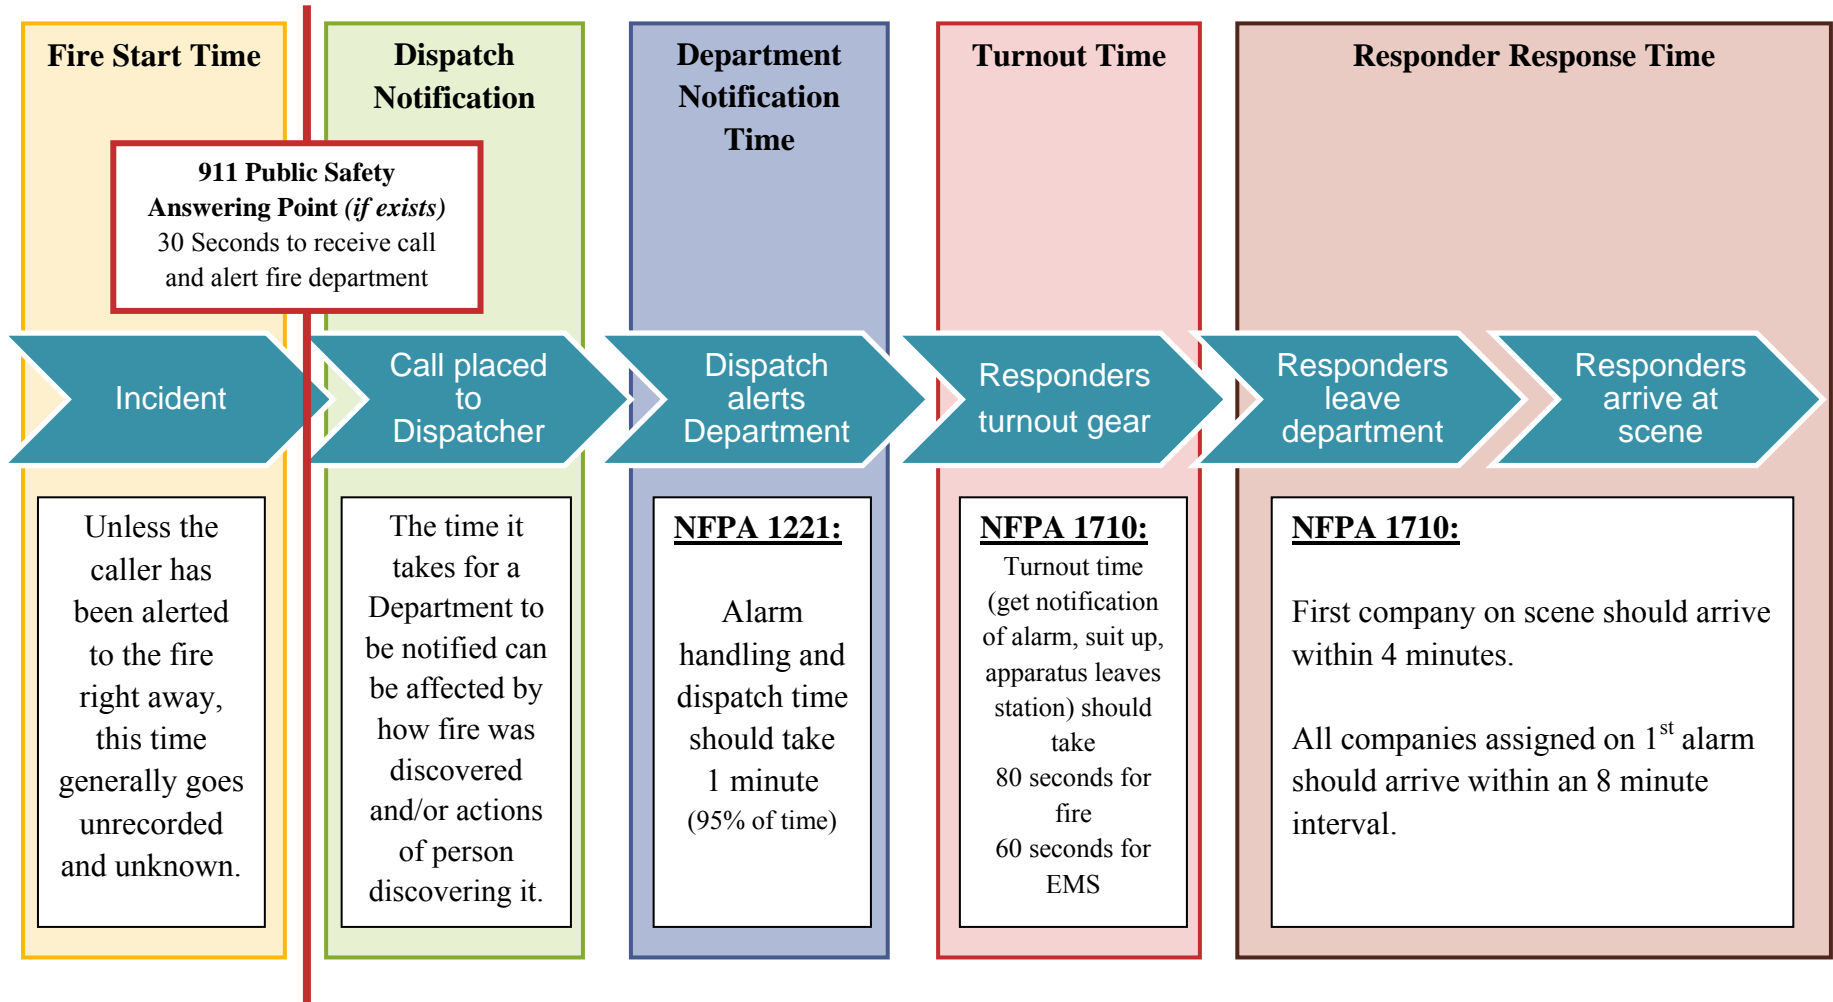 Fire Start Time
Dispatch
Notification
Department
Notification
Time
Turnout Time
Responder Response Time
911 Public Safety
Answering Point (if exists)
30 Seconds to receive call
and alert fire department
Incident
Call placed
to
Dispatcher
Dispatch
alerts
Department
Responders
turnout gear
Responders
leave
department
Responders
arrive at
scene
Unless the
caller has
been alerted
to the fire
right away,
this time
generally goes
unrecorded
and unknown.
The time it
takes for a
Department to
be notified can
be affected by
how fire was
discovered
and/or actions
of person
discovering it.
NFPA 1221:
Alarm
handling and
dispatch time
should take
1 minute
(95% of time)
NFPA 1710:
Turnout time
(get notification
of alarm, suit up,
apparatus leaves
station) should
take
80 seconds for
fire
60 seconds for
EMS
NFPA 1710:
First company on scene should arrive
within 4 minutes.
All companies assigned on 1st alarm
should arrive within an 8 minute
interval.